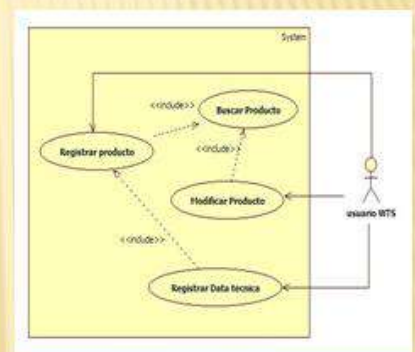 System
<<include>>
Buscar Producto
Registrar producto
<<include>>
Modificar Producto
usuario WTS
<<include>>
Registrar Data tecnica